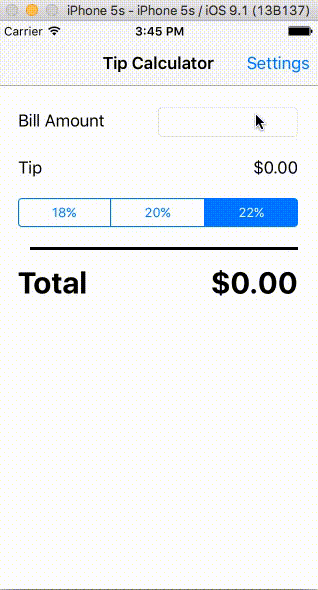 iPhone 5s - iPhone 5s / iOS 9.1 (13B137)
Carrier 3:45 PM
Tip Calculator Settings
Bill Amount
Tip $0.00
18% 20% 22%
Total $0.00